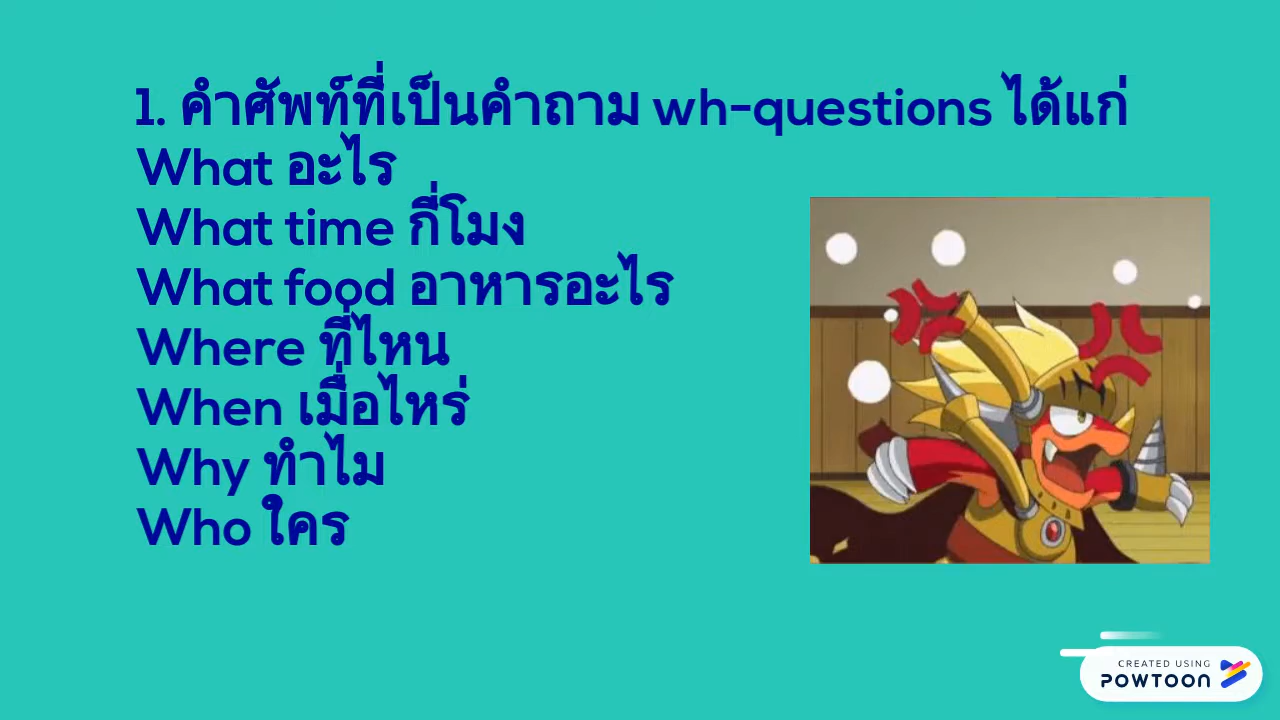 1. คำศัพท์ที่เป็นคำถาม wh-questions ได้แก่
What อะไร
What time กี่โมง
What food อาหารอะไร
Where ที่ไหน
When เมื่อไหร่
Why ทำไม
Who ใคร
CREATED USING
POWTOON